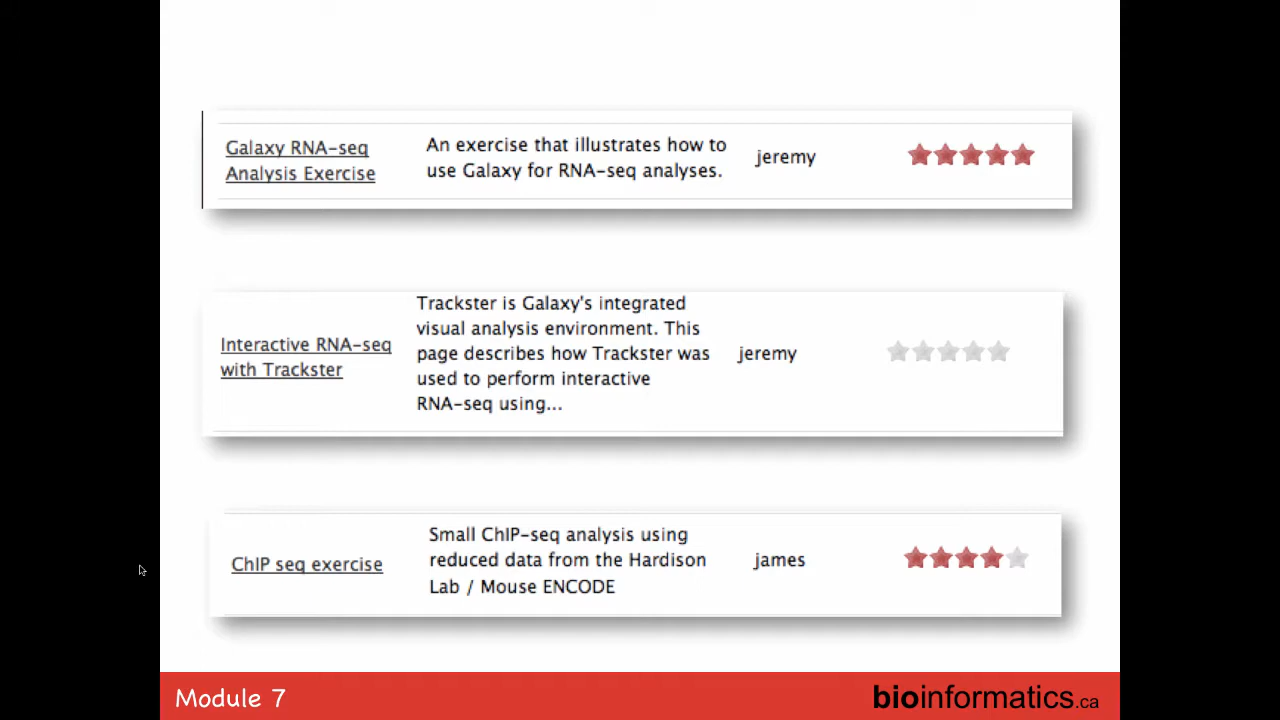 Galaxy RNA-seq
Analysis Exercise
An exercise that illustrates how to
use Galaxy for RNA-seq analyses.
jeremy
Interactive RNA-seq
with Trackster
Trackster is Galaxy's integrated
visual analysis environment. This
page describes how Trackster was
used to perform interactive
RNA-seq using...
jeremy
ChIP seq exercise
Small ChIP-seq analysis using
reduced data from the Hardison
Lab / Mouse ENCODE
james
Module 7
bioinformatics.ca